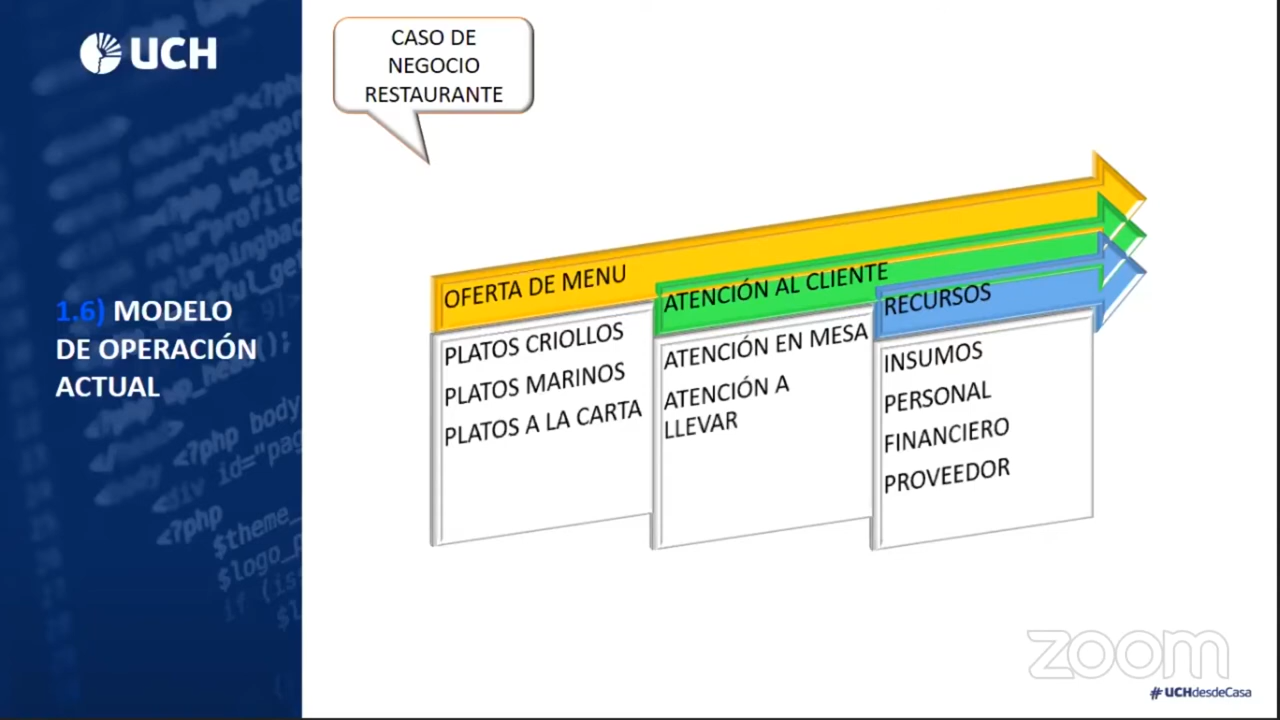 UCH
CASO DE
NEGOCIO
RESTAURANTE
1.6) MODELO
DE OPERACIÓN
ACTUAL
OFERTA DE MENU
PLATOS CRIOLLOS
PLATOS MARINOS
PLATOS A LA CARTA
ATENCIÓN AL CLIENTE
ATENCIÓN EN MESA
ATENCIÓN A
LLEVAR
RECURSOS
INSUMOS
PERSONAL
FINANCIERO
PROVEEDOR
zoom
#UCHdesdeCasa